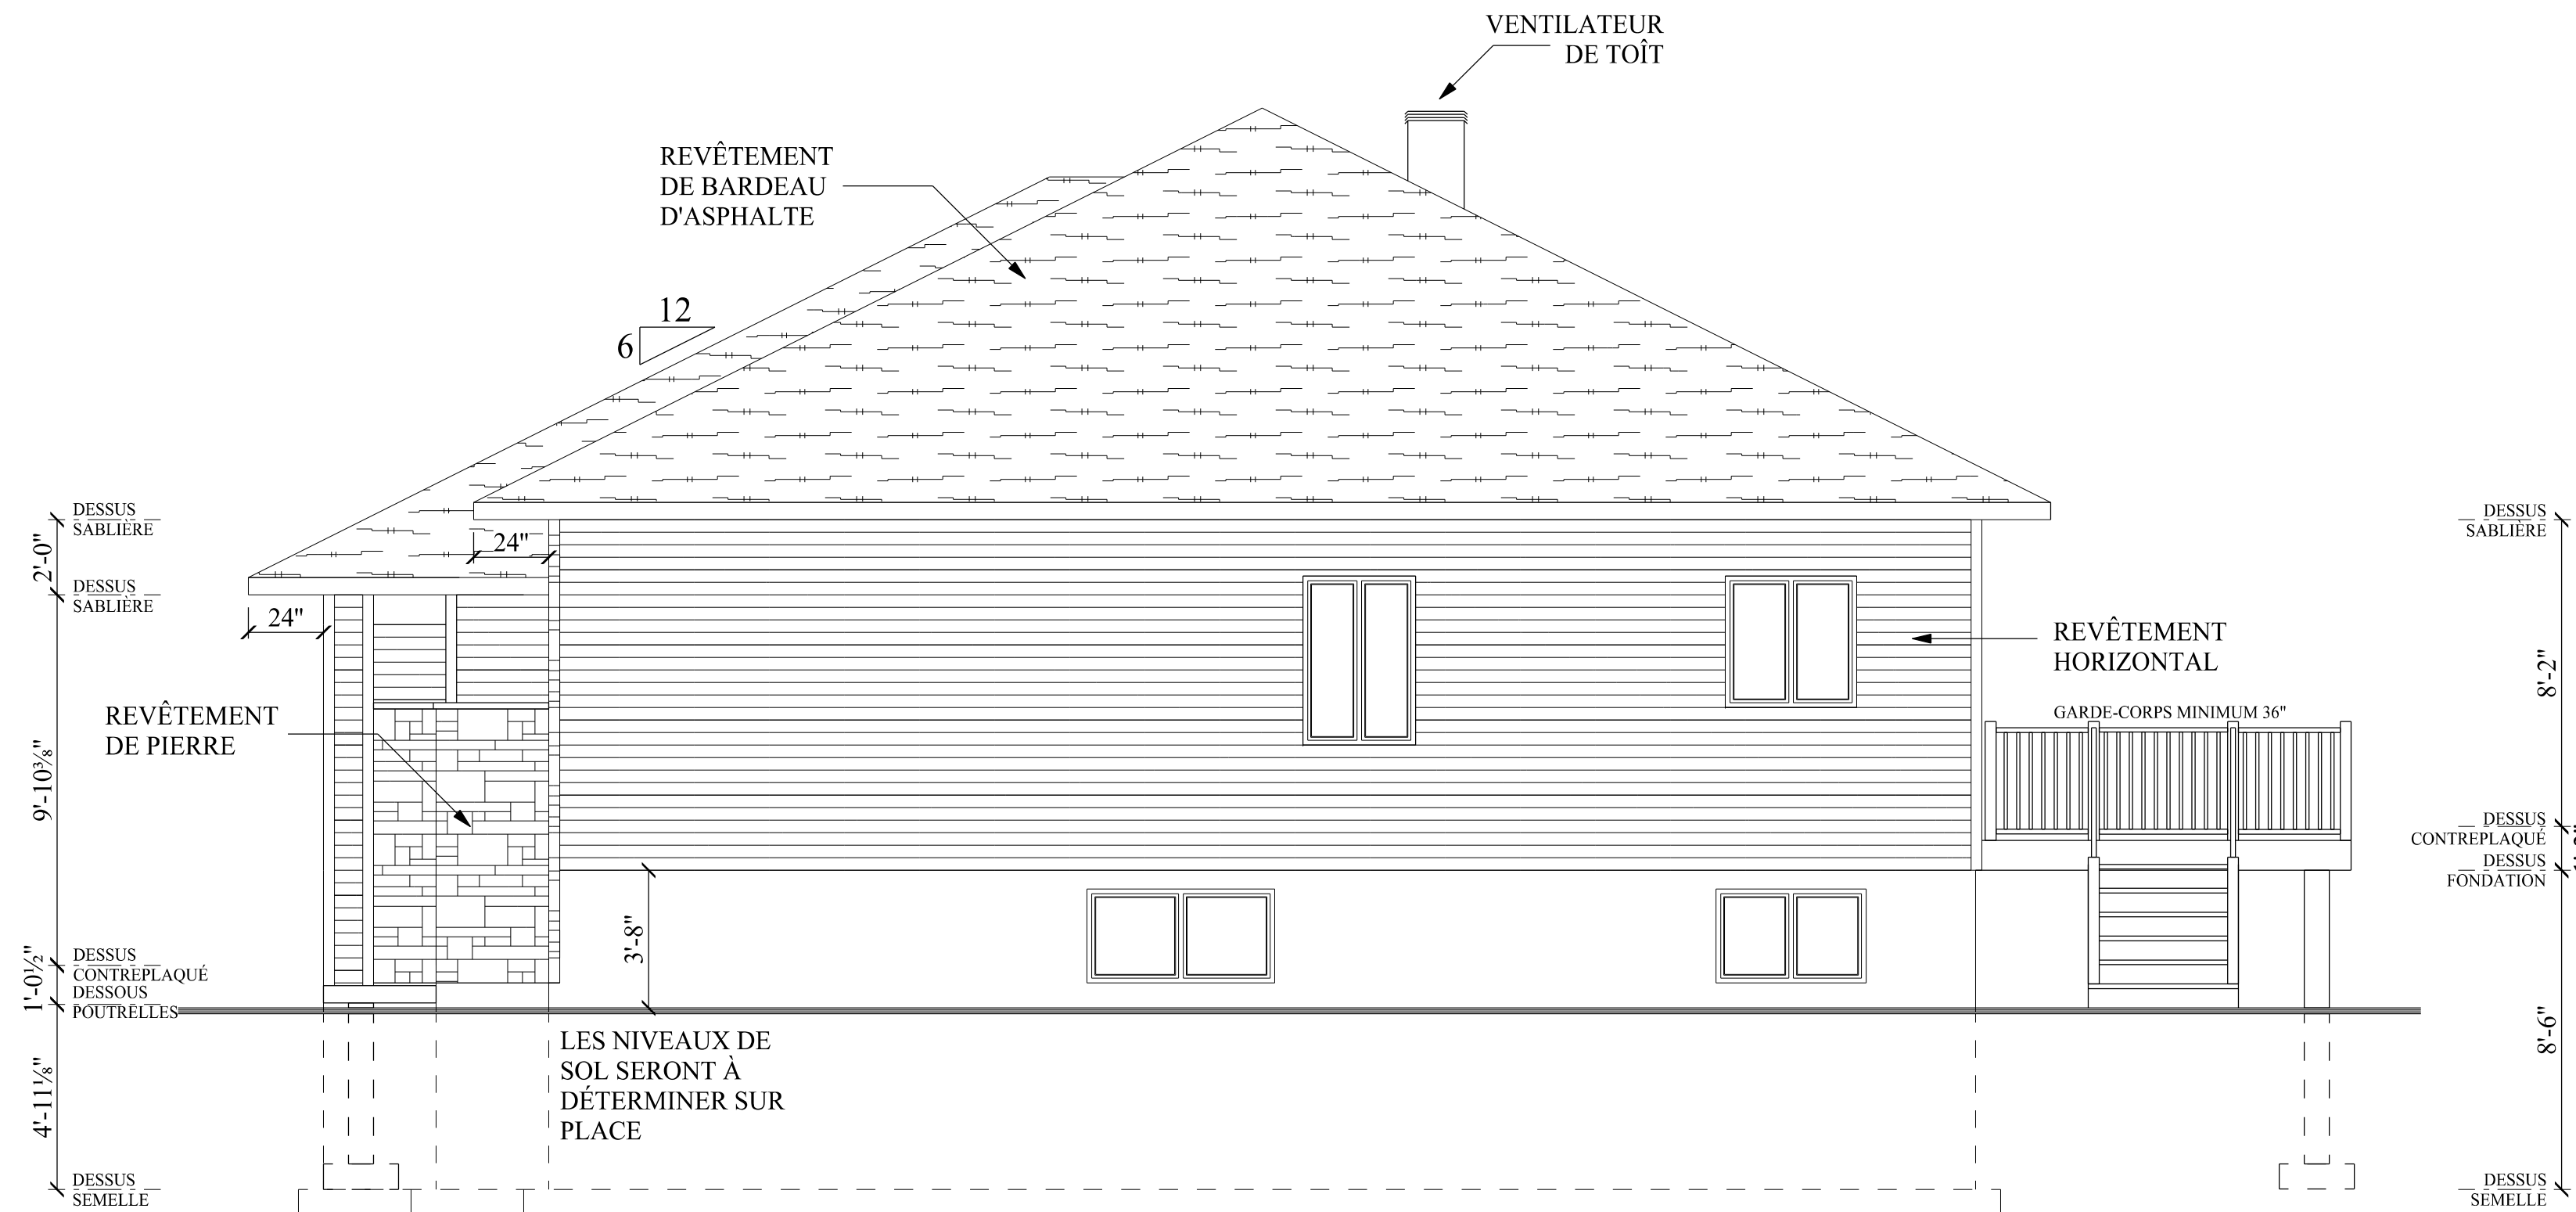 VENTILATEUR
DE TOÎT
REVÊTEMENT
DE BARDEAU
D'ASPHALTE
12
6
DESSUS
SABLIÈRE
2'-0"
DESSUS
SABLIÈRE
24"
24"
REVÊTEMENT
DE PIERRE
9'-10⅜"
DESSUS
CONTREPLAQUÉ
1'-0½"
DESSOUS
POUTRELLES
4'-11⅛"
DESSUS
SEMELLE
3'-8"
LES NIVEAUX DE
SOL SERONT À
DÉTERMINER SUR
PLACE
REVÊTEMENT
HORIZONTAL
GARDE-CORPS MINIMUM 36"
DESSUS
SABLIÈRE
8'-2"
DESSUS
CONTREPLAQUÉ
DESSUS
FONDATION
8'-6"
DESSUS
SEMELLE